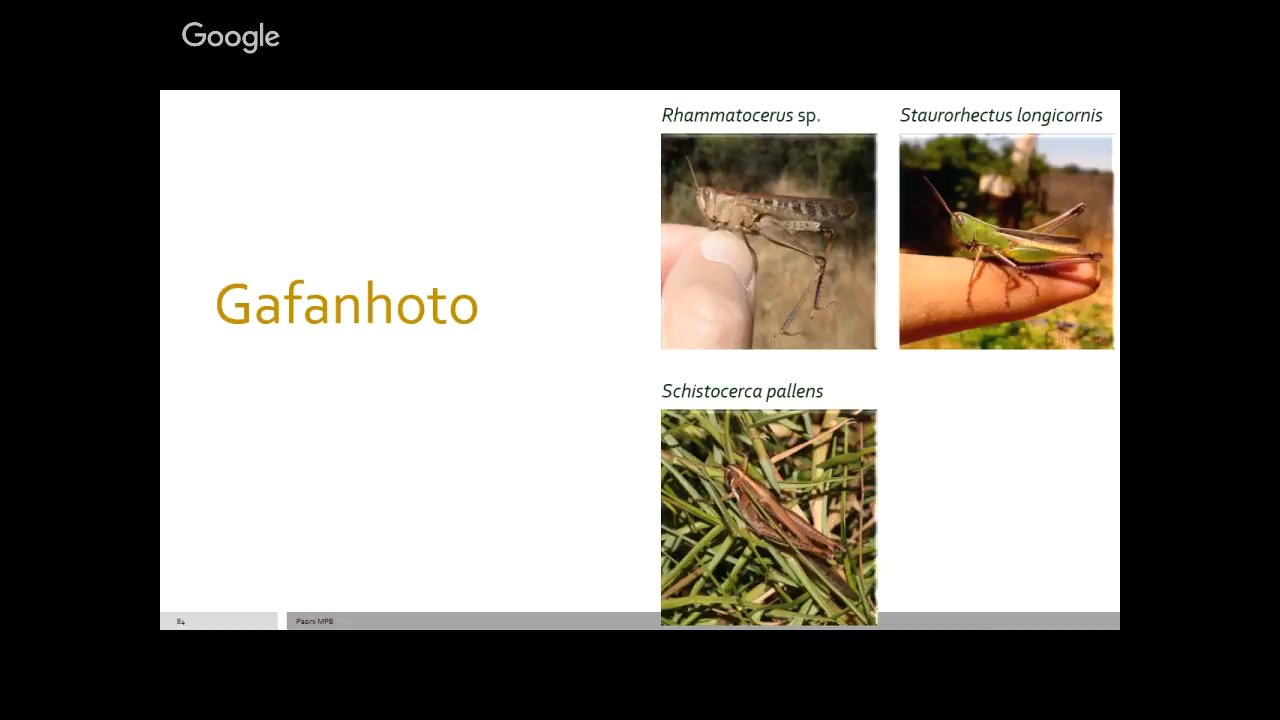 Google
Rhammatocerus sp.
Staurorhectus longicornis
Gafanhoto
Schistocerca pallens
84
Pasini MPB